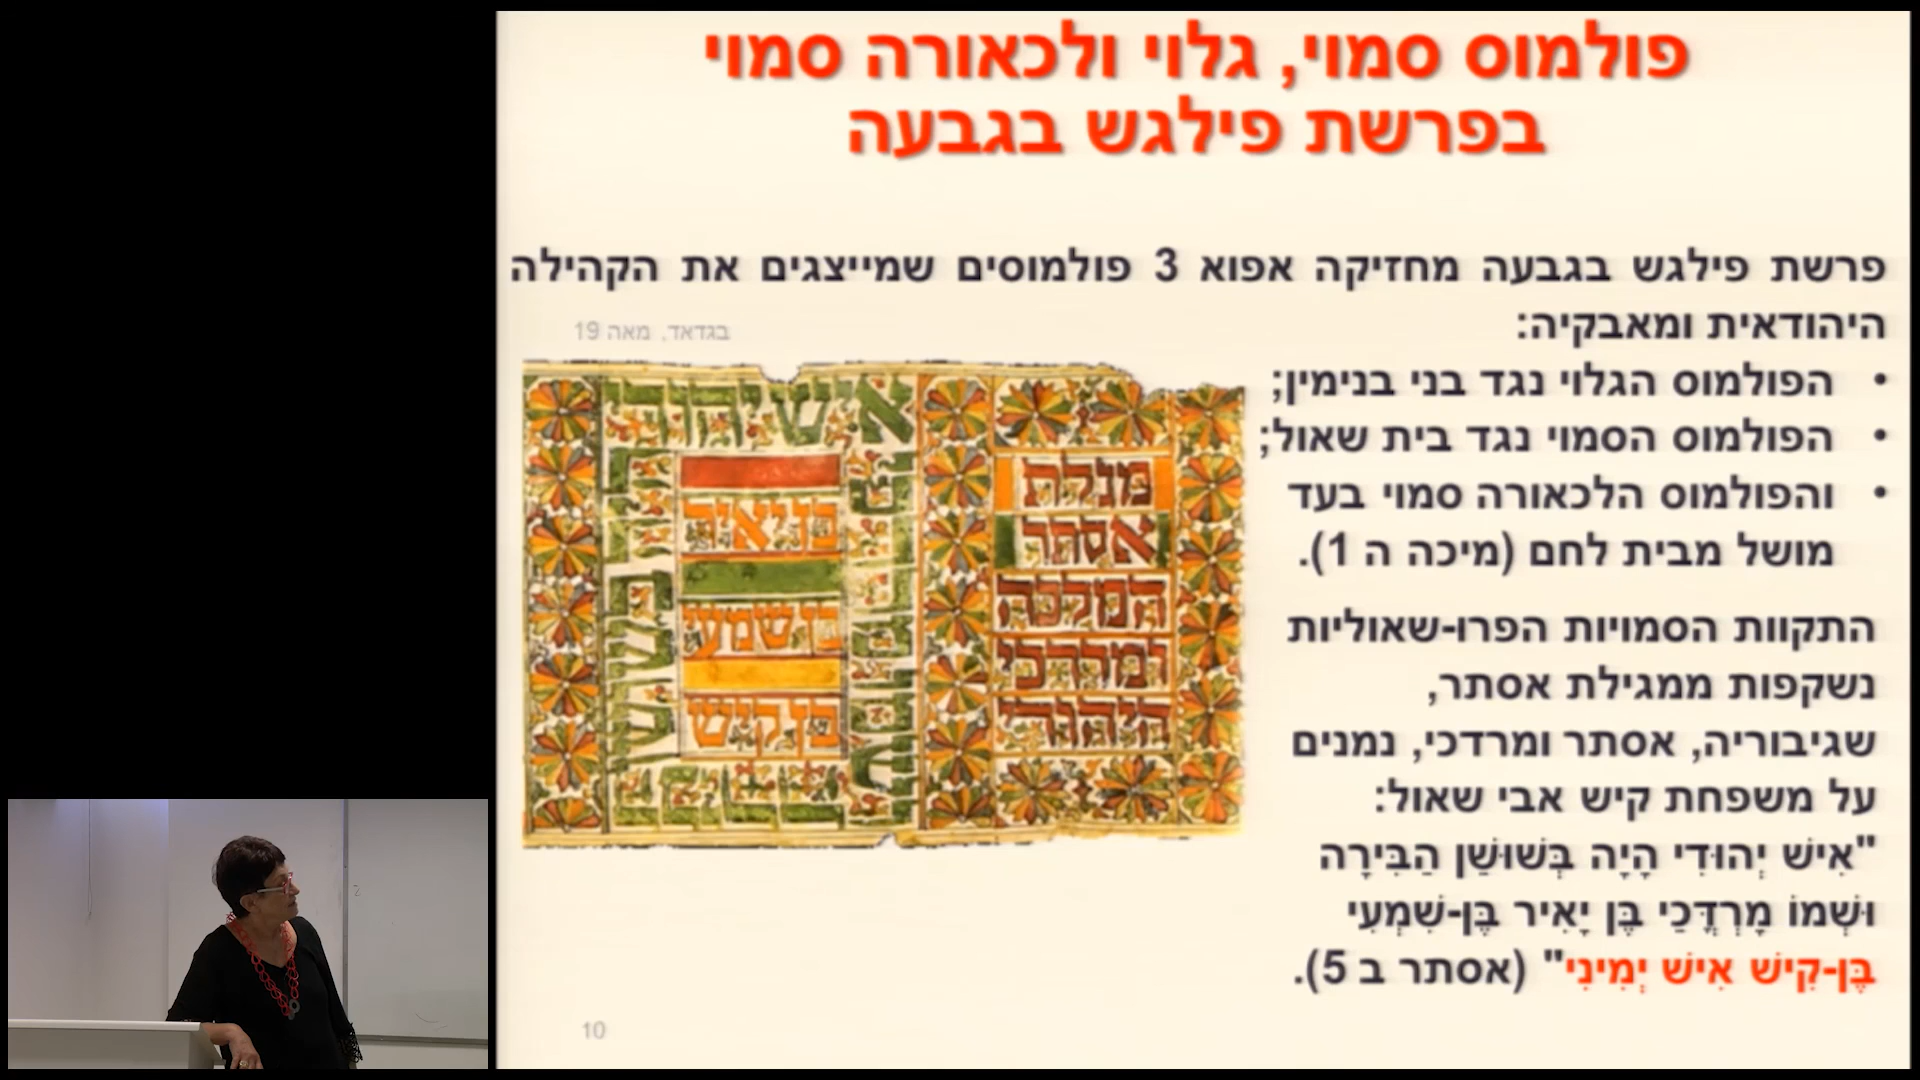 פולמוס סמוי, גלוי ולכאורה סמוי
בפרשת פילגש בגבעה
פרשת פילגש בגבעה מחזיקה אפוא 3 פולמוסים שמייצגים את הקהילה
היהודאית ומאבקיה:
• הפולמוס הגלוי נגד בני בנימין;
• הפולמוס הסמוי נגד בית שאול;
• והפולמוס הלכאורה סמוי בעד
מושל מבית לחם (מיכה ה 1).
התקוות הסמויות הפרו-שאוליות
נשקפות ממגילת אסתר,
שגיבוריה, אסתר ומרדכי, נמנים
על משפחת קיש אבי שאול:
"אִישׁ יְהוּדִי הָיָה בְּשׁוּשַׁן הַבִּירָה
וּשְׁמוֹ מָרְדֳּכַי בֶּן יָאִיר בֶּן-שִׁמְעִי
בֶּן-קִישׁ אִישׁ יְמִינִי" (אסתר ב 5).
בגדאד, מאה 19
מגלת
אסתר
המלכה
ומרדכי
היהודי
איש יהודי
בן יאיר
בן שמעי
בן קיש
10